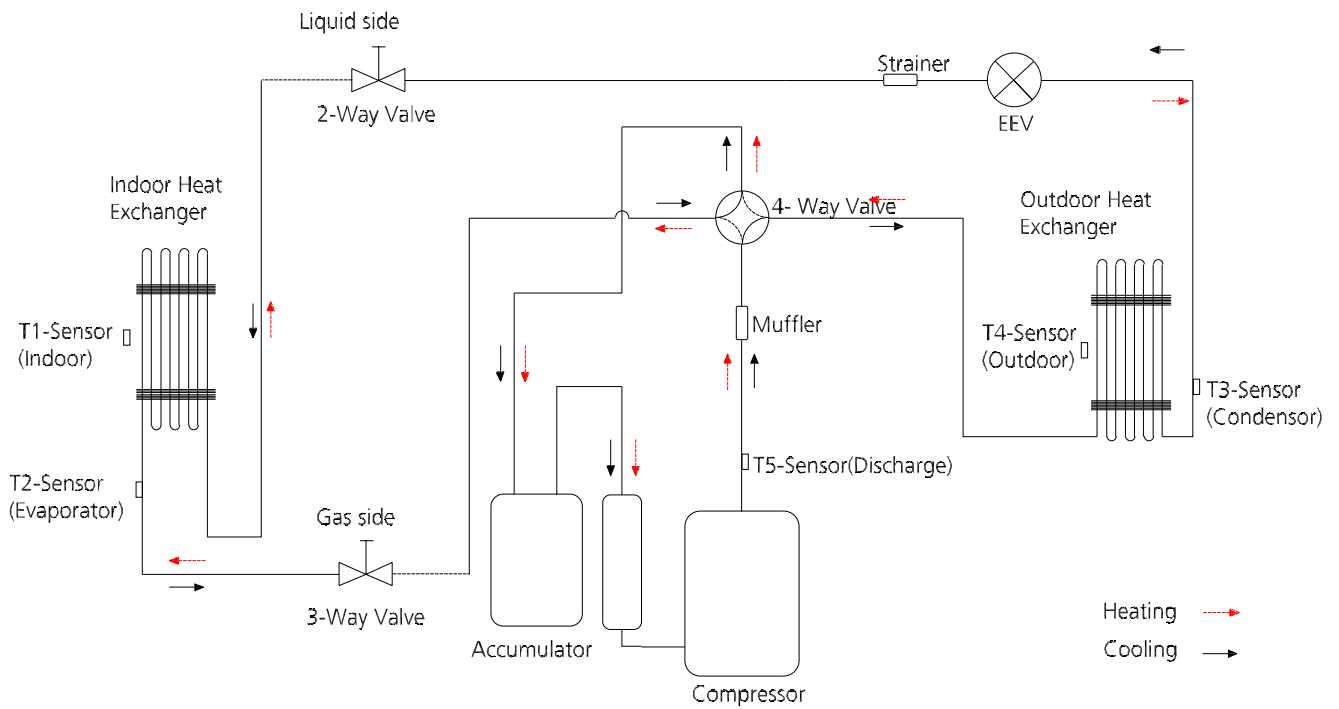 Liquid side
2-Way Valve
Strainer
EEV
Indoor Heat
Exchanger
4- Way Valve
Outdoor Heat
Exchanger
T1-Sensor
(Indoor)
Muffler
T4-Sensor
(Outdoor)
T3-Sensor
(Condensor)
T5-Sensor(Discharge)
T2-Sensor
(Evaporator)
Gas side
3-Way Valve
Accumulator
Compressor
Heating
Cooling